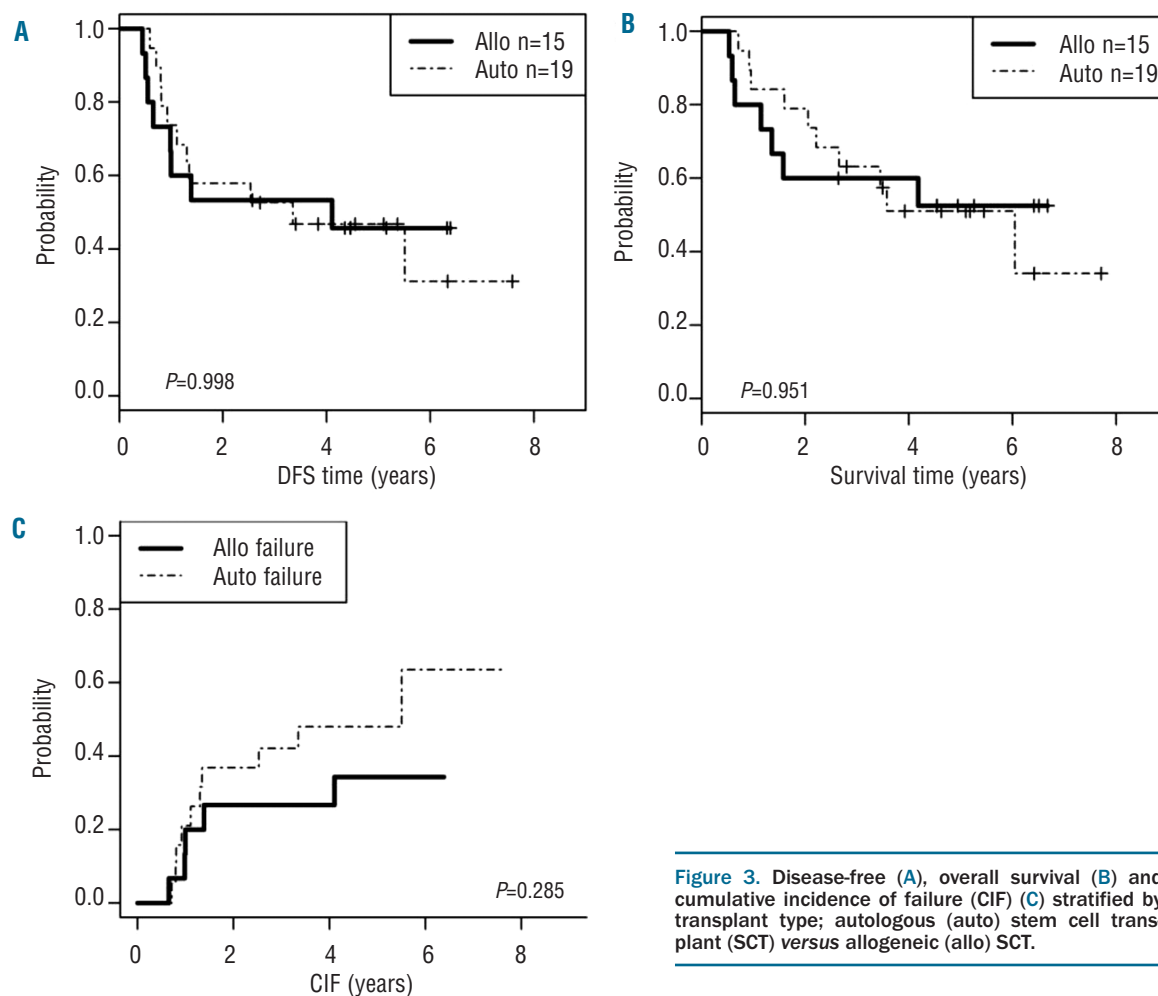 A
1.0
0.8
0.6
0.4
0.2
0.0
Probability
Allo n=15
Auto n=19
P=0.998
0 2 4 6 8
DFS time (years)
B
1.0
0.8
0.6
0.4
0.2
0.0
Probability
Allo n=15
Auto n=19
P=0.951
0 2 4 6 8
Survival time (years)
C
1.0
0.8
0.6
0.4
0.2
0.0
Probability
Allo failure
Auto failure
P=0.285
0 2 4 6 8
CIF (years)
Figure 3. Disease-free (A), overall survival (B) and
cumulative incidence of failure (CIF) (C) stratified by
transplant type; autologous (auto) stem cell trans-
plant (SCT) versus allogeneic (allo) SCT.